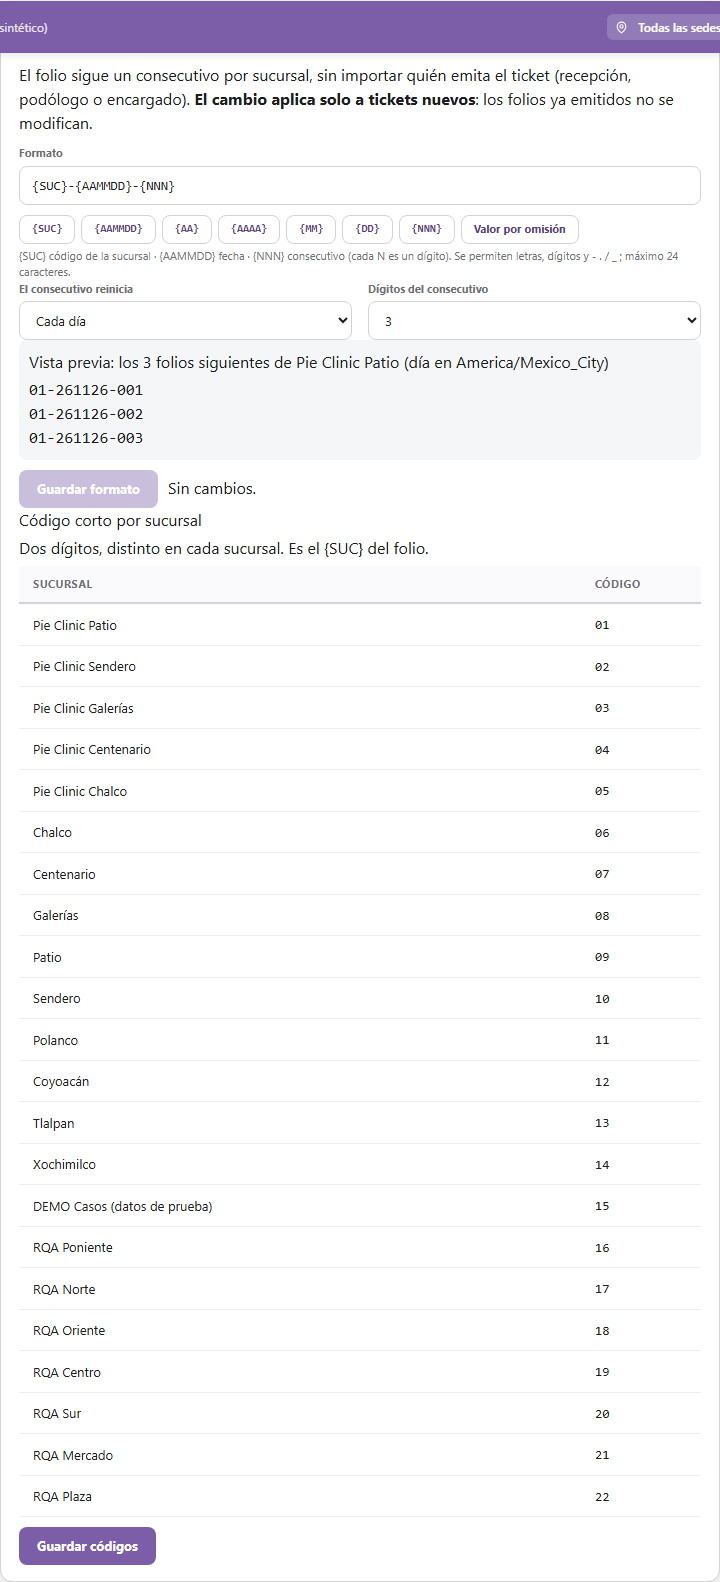 sintético)
Todas las sedes
El folio sigue un consecutivo por sucursal, sin importar quién emita el ticket (recepción,
podólogo o encargado). El cambio aplica solo a tickets nuevos: los folios ya emitidos no se
modifican.
Formato
{SUC}-{AAMMDD}-{NNN}
{SUC} {AAMMDD} {AA} {AAAA} {MM} {DD} {NNN} Valor por omisión
{SUC} código de la sucursal · {AAMMDD} fecha · {NNN} consecutivo (cada N es un dígito). Se permiten letras, dígitos y - . / _ ; máximo 24
caracteres.
El consecutivo reinicia
Dígitos del consecutivo
Cada día
3
Vista previa: los 3 folios siguientes de Pie Clinic Patio (día en America/Mexico_City)
01-261126-001
01-261126-002
01-261126-003
Guardar formato Sin cambios.
Código corto por sucursal
Dos dígitos, distinto en cada sucursal. Es el {SUC} del folio.
SUCURSAL CÓDIGO
Pie Clinic Patio 01
Pie Clinic Sendero 02
Pie Clinic Galerías 03
Pie Clinic Centenario 04
Pie Clinic Chalco 05
Chalco 06
Centenario 07
Galerías 08
Patio 09
Sendero 10
Polanco 11
Coyoacán 12
Tlalpan 13
Xochimilco 14
DEMO Casos (datos de prueba) 15
RQA Poniente 16
RQA Norte 17
RQA Oriente 18
RQA Centro 19
RQA Sur 20
RQA Mercado 21
RQA Plaza 22
Guardar códigos